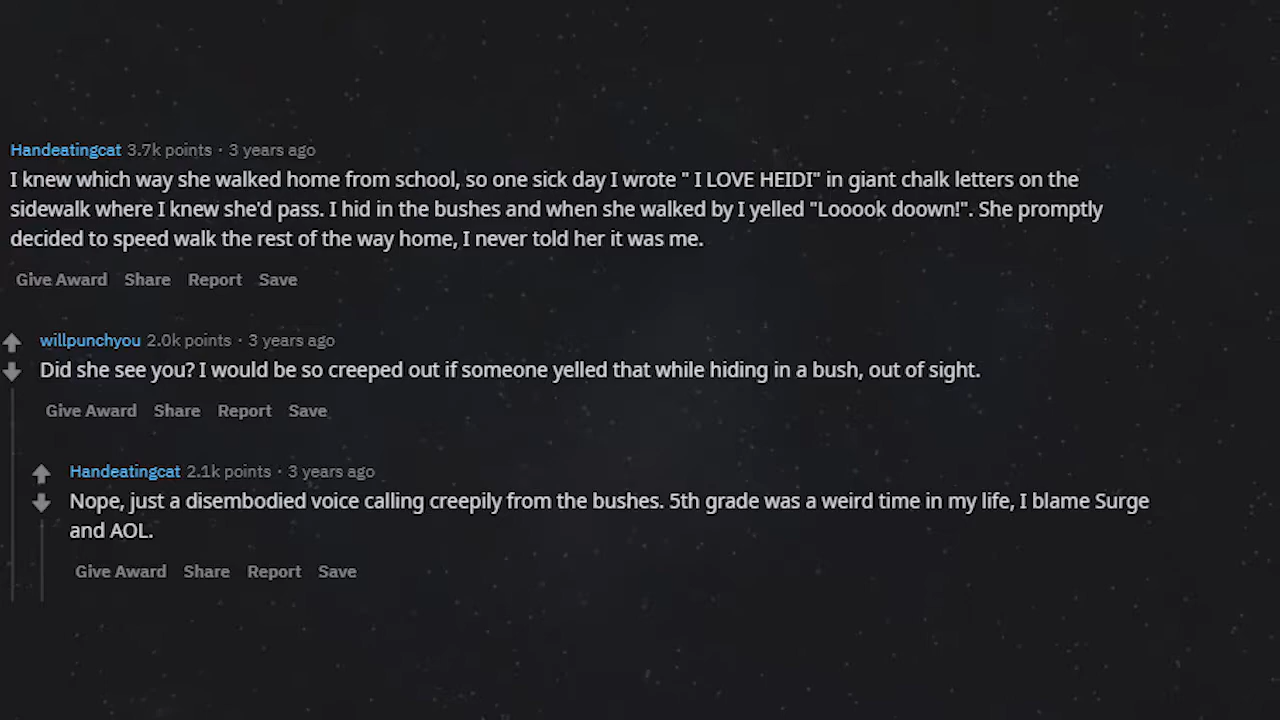 Handeatingcat 3.7k points · 3 years ago
I knew which way she walked home from school, so one sick day I wrote " I LOVE HEIDI" in giant chalk letters on the
sidewalk where I knew she'd pass. I hid in the bushes and when she walked by I yelled "Looook doown!". She promptly
decided to speed walk the rest of the way home, I never told her it was me.
Give Award Share Report Save
willpunchyou 2.0k points · 3 years ago
Did she see you? I would be so creeped out if someone yelled that while hiding in a bush, out of sight.
Give Award Share Report Save
Handeatingcat 2.1k points · 3 years ago
Nope, just a disembodied voice calling creepily from the bushes. 5th grade was a weird time in my life, I blame Surge
and AOL.
Give Award Share Report Save